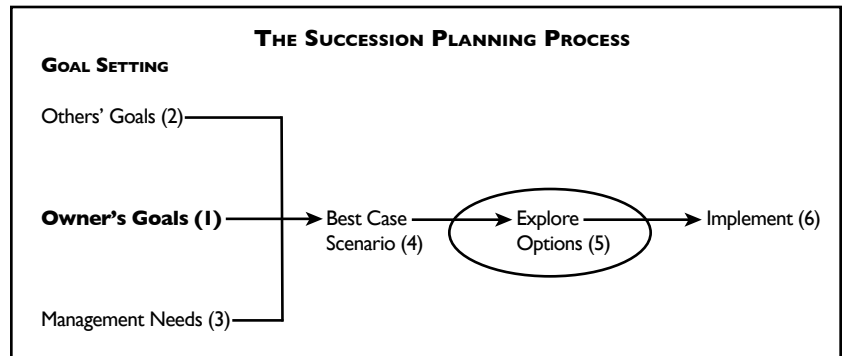 The Succession Planning Process
Goal Setting
Others’ Goals (2)
Owner’s Goals (1)
Best Case
Scenario (4)
Explore
Options (5)
Implement (6)
Management Needs (3)